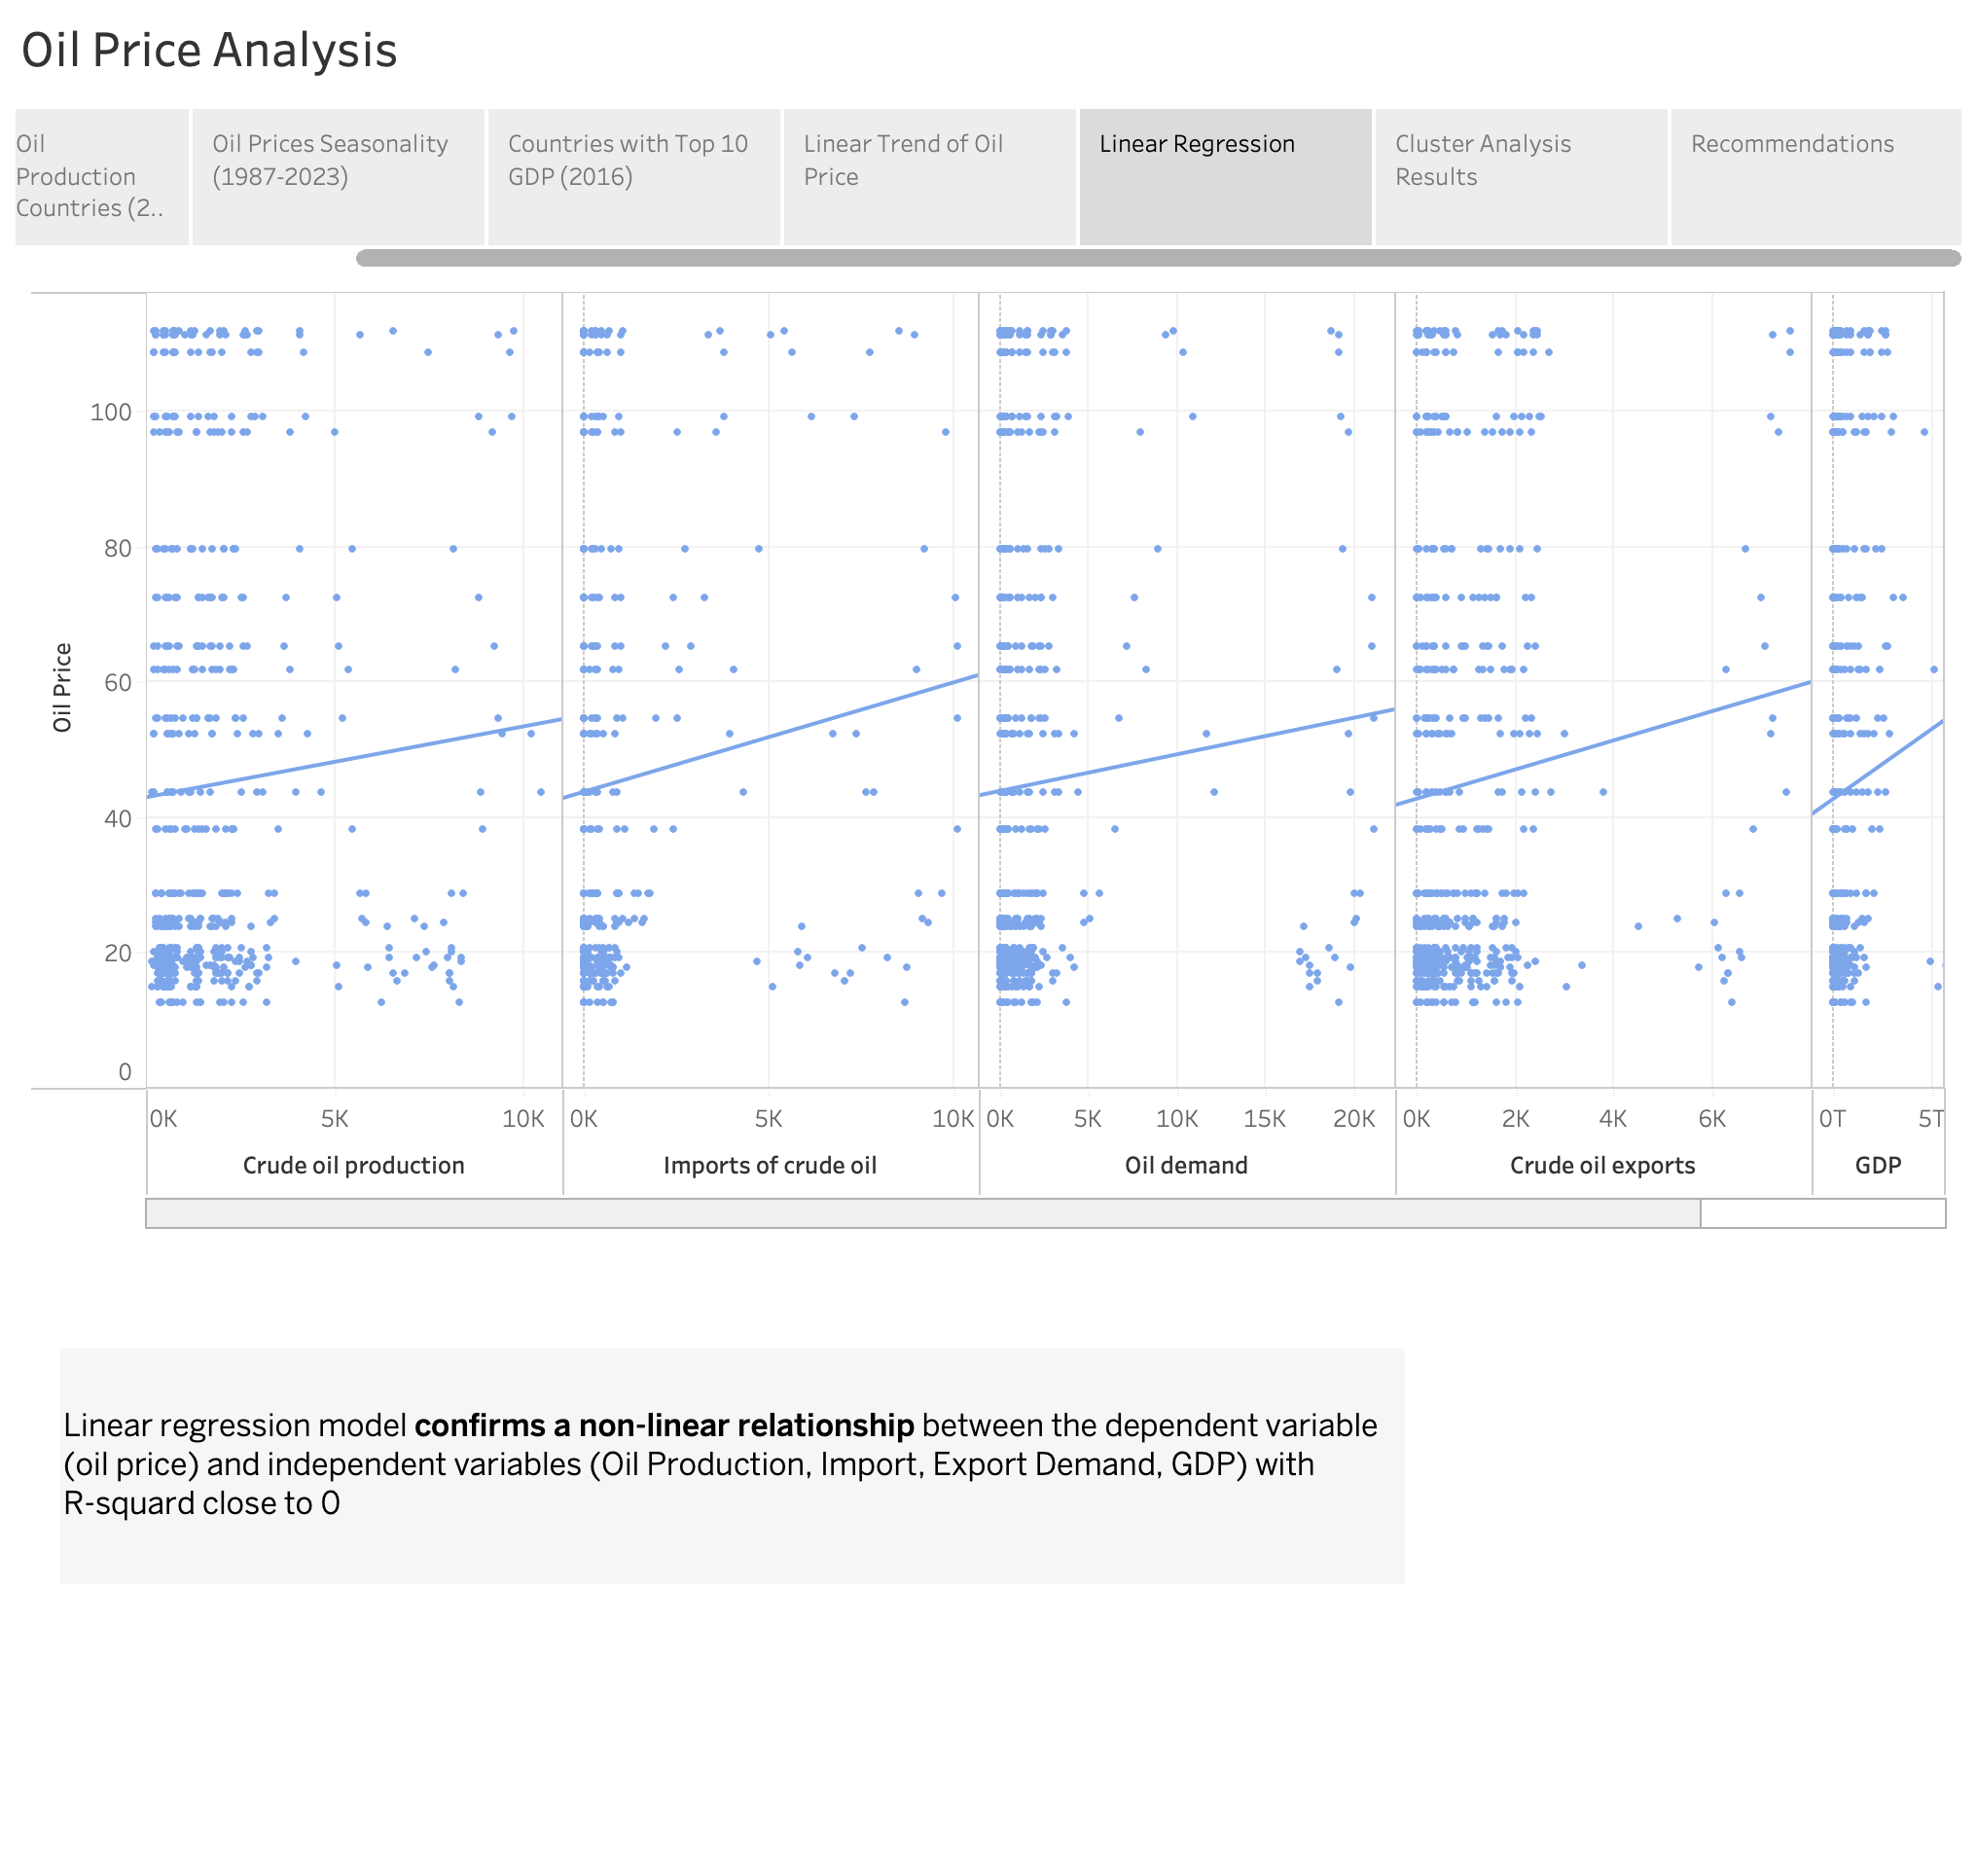 Oil Price Analysis
Oil
Production
Countries (2..
Oil Prices Seasonality
(1987-2023)
Countries with Top 10
GDP (2016)
Linear Trend of Oil
Price
Linear Regression
Cluster Analysis
Results
Recommendations
Oil Price
100
80
60
40
20
0
0K 5K 10K 0K 5K 10K 0K 5K 10K 15K 20K 0K 2K 4K 6K 0T 5T
Crude oil production Imports of crude oil Oil demand Crude oil exports GDP
Linear regression model confirms a non-linear relationship between the dependent variable
(oil price) and independent variables (Oil Production, Import, Export Demand, GDP) with
R-squard close to 0